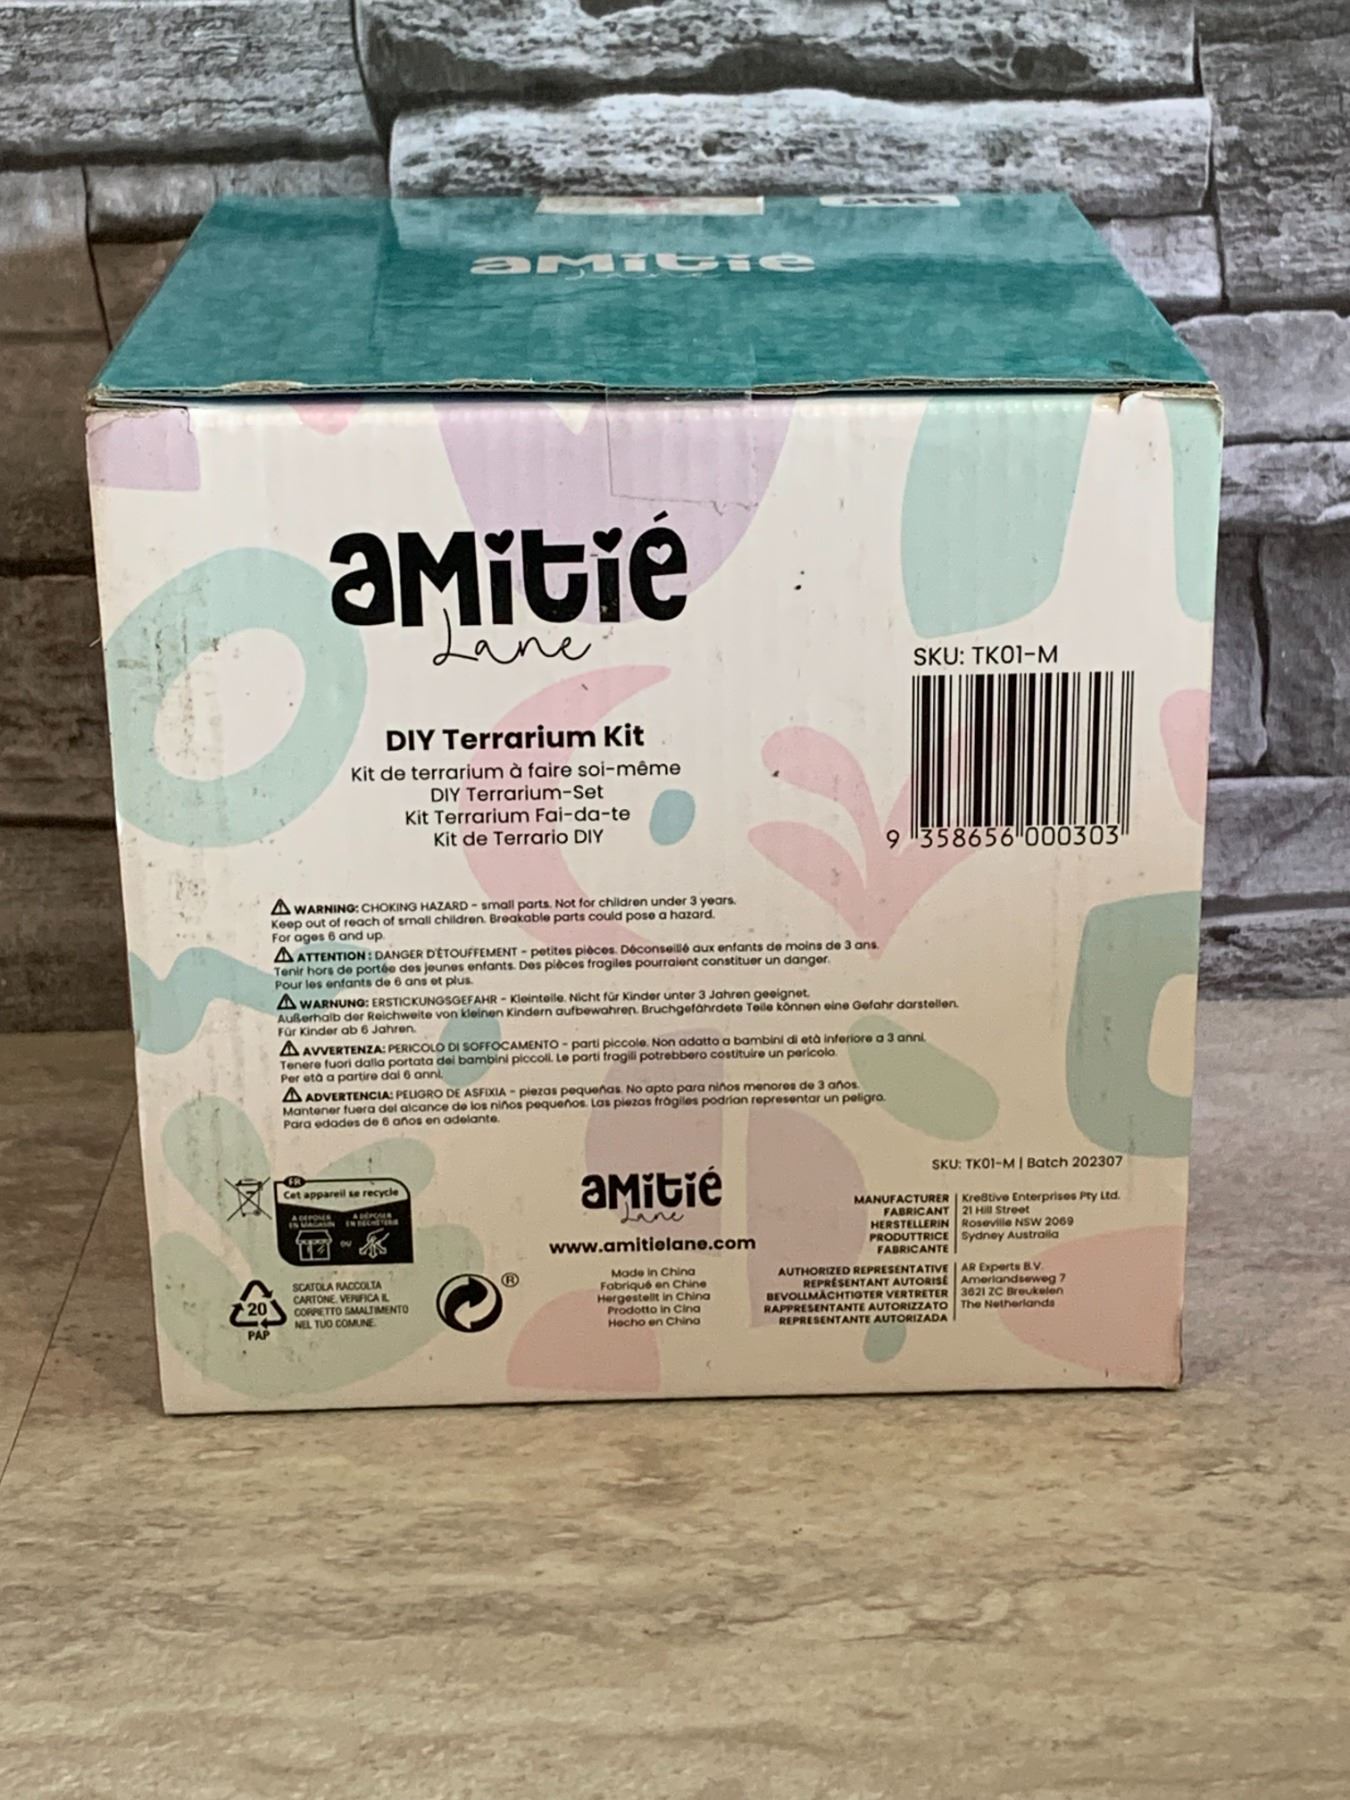 aMitie
aMitié
Lane
SKU: TK01-M
9 358656 000303
DIY Terrarium Kit
Kit de terrarium à faire soi-même
DIY Terrarium-Set
Kit Terrarium Fai-da-te
Kit de Terrario DIY
WARNING: CHOKING HAZARD - small parts. Not for children under 3 years.
Keep out of reach of small children. Breakable parts could pose a hazard.
For ages 6 and up.
ATTENTION : DANGER D'ÉTOUFFEMENT - petites pièces. Déconseillé aux enfants de moins de 3 ans.
Tenir hors de portée des jeunes enfants. Des pièces fragiles pourraient constituer un danger.
Pour les enfants de 6 ans et plus.
WARNUNG: ERSTICKUNGSGEFAHR - Kleinteile. Nicht für Kinder unter 3 Jahren geeignet.
Außerhalb der Reichweite von kleinen Kindern aufbewahren. Bruchgefährdete Teile können eine Gefahr darstellen.
Für Kinder ab 6 Jahren.
AVVERTENZA: PERICOLO DI SOFFOCAMENTO - parti piccole. Non adatto a bambini di età inferiore a 3 anni.
Tenere fuori dalla portata dei bambini piccoli. Le parti fragili potrebbero costituire un pericolo.
Per età a partire dai 6 anni.
ADVERTENCIA: PELIGRO DE ASFIXIA - piezas pequeñas. No apto para niños menores de 3 años.
Mantener fuera del alcance de los niños pequeños. Las piezas frágiles podrían representar un peligro.
Para edades de 6 años en adelante.
FR
Cet appareil se recycle
À DÉPOSER EN MAGASIN
OU
À DÉPOSER EN DÉCHÈTERIE
20
PAP
SCATOLA RACCOLTA
CARTONE. VERIFICA IL
CORRETTO SMALTIMENTO
NEL TUO COMUNE.
®
aMitié
Lane
www.amitielane.com
Made in China
Fabriqué en Chine
Hergestellt in China
Prodotto in Cina
Hecho en China
SKU: TK01-M | Batch 202307
MANUFACTURER
FABRICANT
HERSTELLERIN
PRODUTTRICE
FABRICANTE
Kre8tive Enterprises Pty Ltd.
21 Hill Street
Roseville NSW 2069
Sydney Australia
AUTHORIZED REPRESENTATIVE
REPRÉSENTANT AUTORISÉ
BEVOLLMÄCHTIGTER VERTRETER
RAPPRESENTANTE AUTORIZZATO
REPRESENTANTE AUTORIZADA
AR Experts B.V.
Amerlandseweg 7
3621 ZC Breukelen
The Netherlands